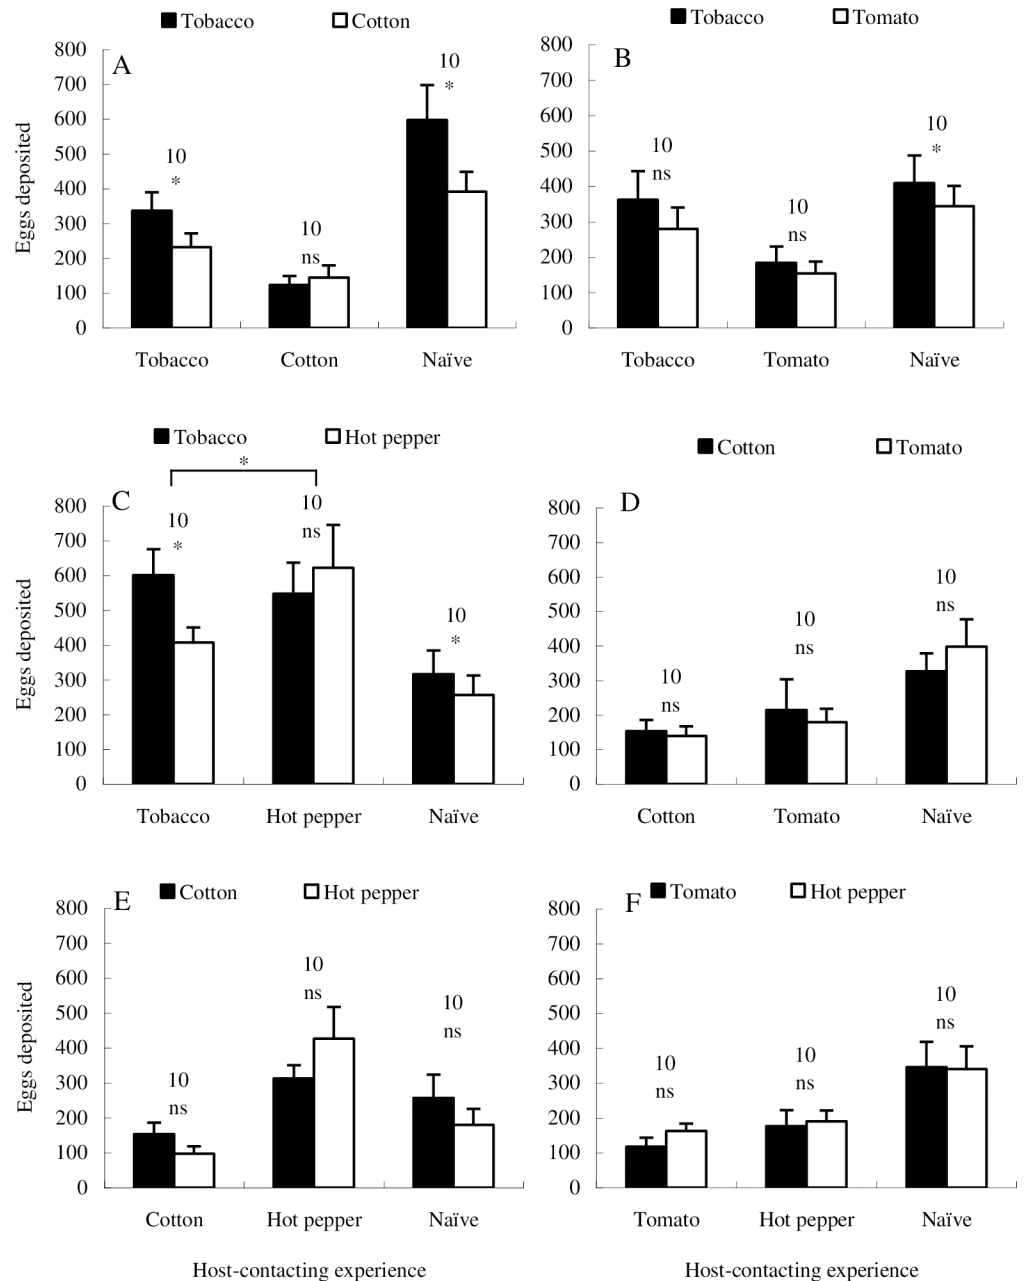 Tobacco Cotton
A
800
700
600
500
400
300
200
100
0
Eggs deposited
10
*
10
ns
10
*
Tobacco Cotton Naïve
Tobacco Tomato
B
800
700
600
500
400
300
200
100
0
10
ns
10
ns
10
*
Tobacco Tomato Naïve
Tobacco Hot pepper
*
C
800
700
600
500
400
300
200
100
0
Eggs deposited
10
*
10
ns
10
*
Tobacco Hot pepper Naïve
Cotton Tomato
D
800
700
600
500
400
300
200
100
0
10
ns
10
ns
10
ns
Cotton Tomato Naïve
Cotton Hot pepper
E
800
700
600
500
400
300
200
100
0
Eggs deposited
10
ns
10
ns
10
ns
Cotton Hot pepper Naïve
Host-contacting experience
Tomato Hot pepper
F
800
700
600
500
400
300
200
100
0
10
ns
10
ns
10
ns
Tomato Hot pepper Naïve
Host-contacting experience